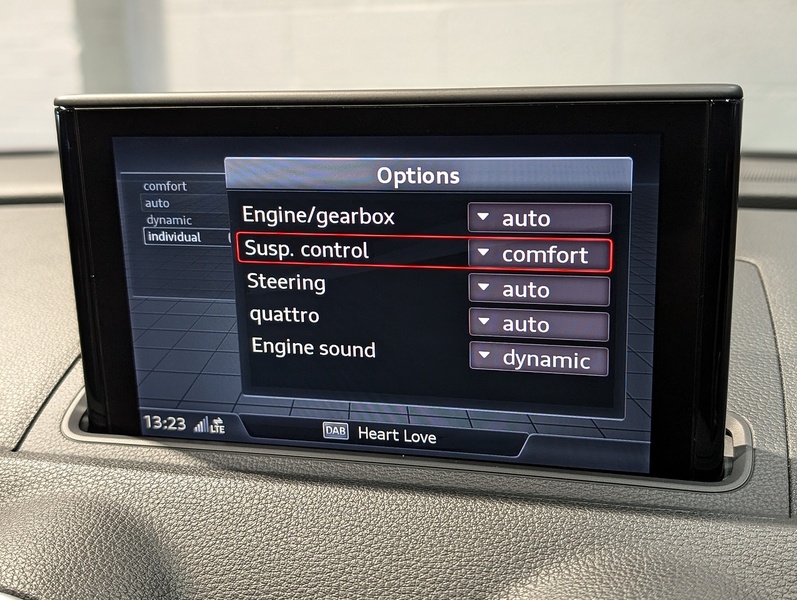 Options
comfort
auto
dynamic
individual
Engine/gearbox auto
Susp. control comfort
Steering auto
quattro auto
Engine sound dynamic
13:23 LTE DAB Heart Love